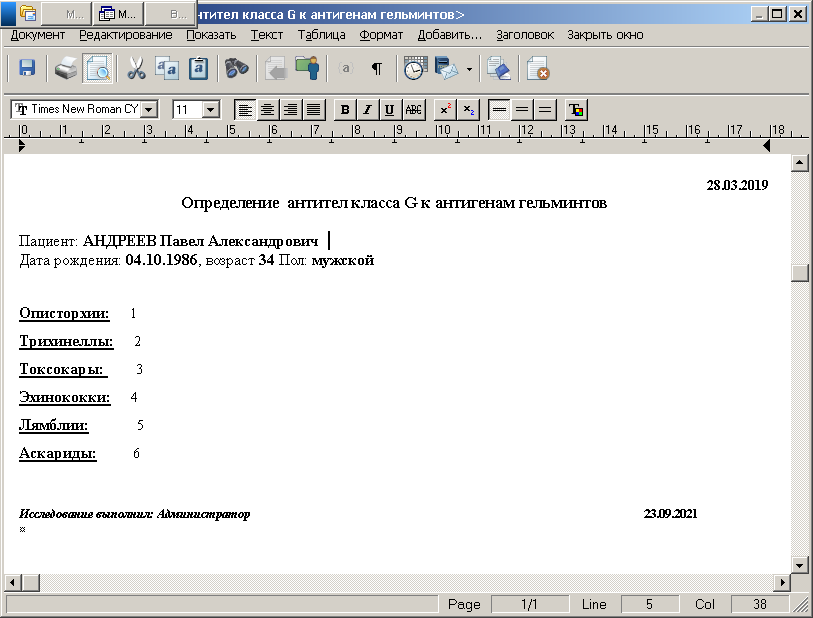 М... М... В... нтител класса G к антигенам гельминтов>
Документ Редактирование Показать Текст Таблица Формат Добавить... Заголовок Закрыть окно
Times New Roman CY 11 B I U ABC x² x₂
0 1 2 3 4 5 6 7 8 9 10 11 12 13 14 15 16 17 18
28.03.2019
Определение антител класса G к антигенам гельминтов
Пациент: АНДРЕЕВ Павел Александрович
Дата рождения: 04.10.1986, возраст 34 Пол: мужской
Описторхии: 1
Трихинеллы: 2
Токсокары: 3
Эхинококки: 4
Лямблии: 5
Аскариды: 6
Исследование выполнил: Администратор 23.09.2021
¤
Page 1/1 Line 5 Col 38